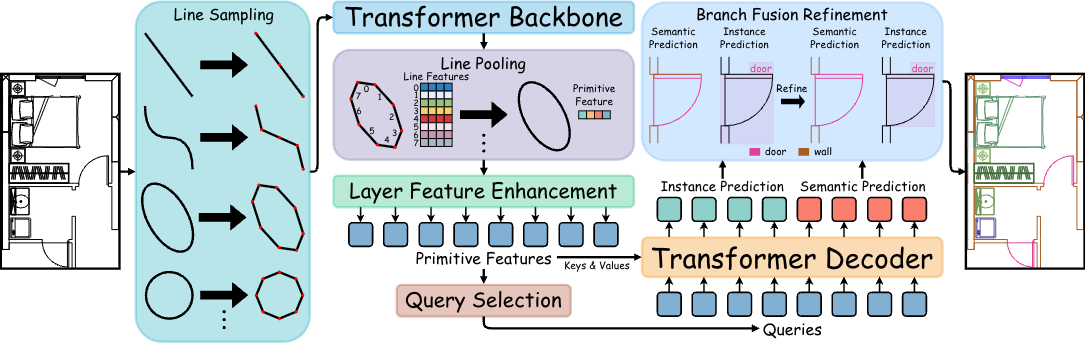 Line Sampling
Transformer Backbone
Line Pooling
Line Features
0
1
2
3
4
5
6
7
0
1
2
3
4
5
6
7
Primitive
Feature
Layer Feature Enhancement
Primitive Features
Keys & Values
Query Selection
Queries
Branch Fusion Refinement
Semantic
Prediction
Instance
Prediction
Semantic
Prediction
Instance
Prediction
door
Refine
door
door
wall
Instance Prediction
Semantic Prediction
Transformer Decoder